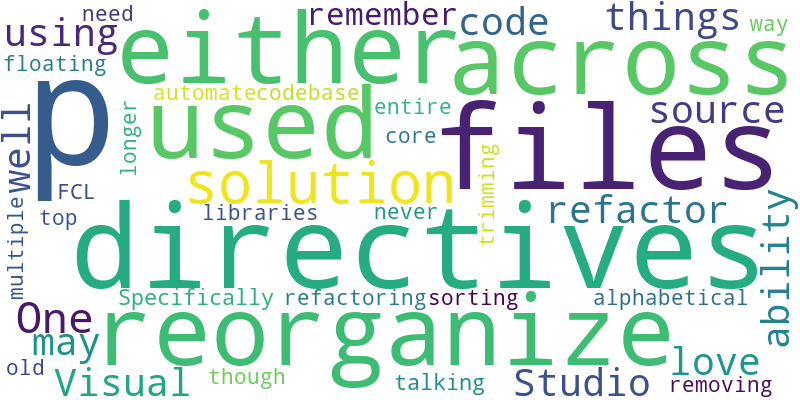 need
using
floating
either
remember
code
things
way
across
p
automate
codebase
used
entire
source
files
core
longer
well
FCL
solution
trimming
top
libraries
never
refactor
multiple
directives
ability
Specifically
refactoring
sorting
alphabetical
One
may
reorganize
love
old
Visual
though
talking
Studio
removing